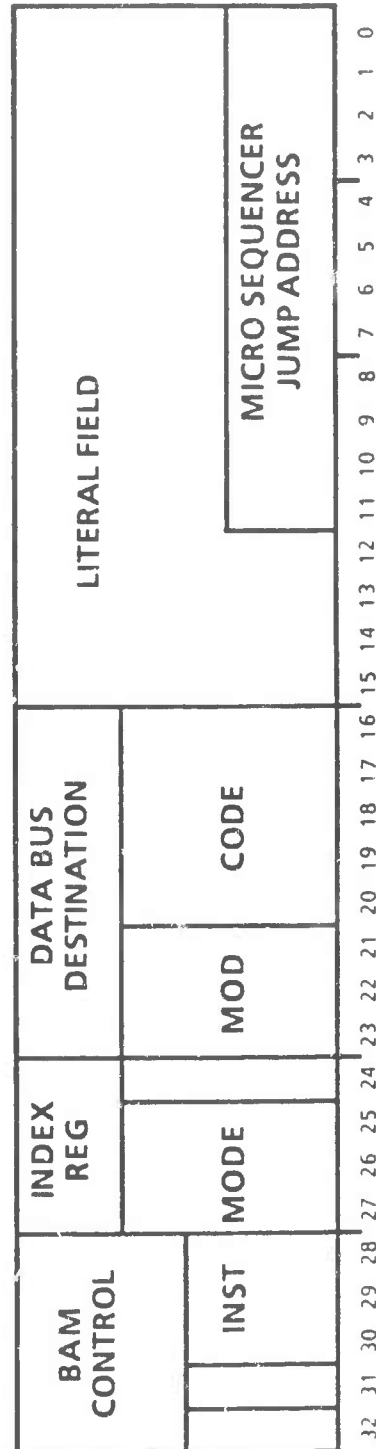 BAM
CONTROL
INDEX
REG
DATA BUS
DESTINATION
LITERAL FIELD
INST
MODE
MOD
CODE
MICRO SEQUENCER
JUMP ADDRESS
32 31 30 29 28 27 26 25 24 23 22 21 20 19 18 17 16 15 14 13 12 11 10 9 8 7 6 5 4 3 2 1 0